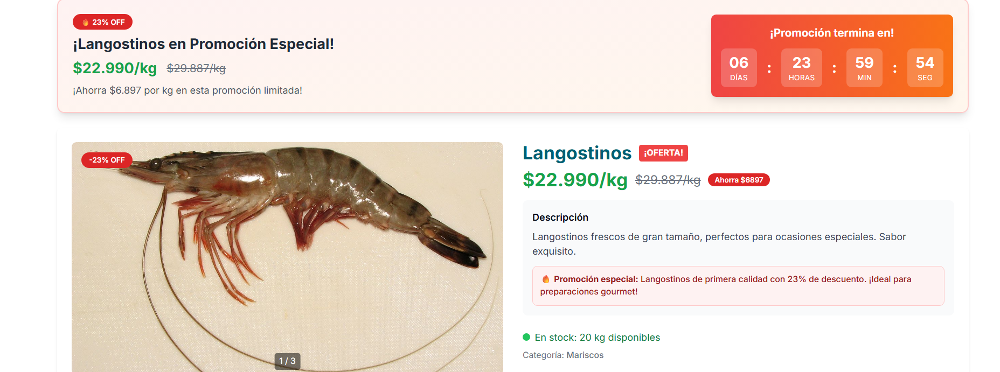 🔥 23% OFF
¡Langostinos en Promoción Especial!
$22.990/kg $29.887/kg
¡Ahorra $6.897 por kg en esta promoción limitada!
¡Promoción termina en!
06 : 23 : 59 : 54
DÍAS HORAS MIN SEG
-23% OFF
1 / 3
Langostinos ¡OFERTA!
$22.990/kg $29.887/kg Ahorra $6897
Descripción
Langostinos frescos de gran tamaño, perfectos para ocasiones especiales. Sabor
exquisito.
🔥 Promoción especial: Langostinos de primera calidad con 23% de descuento. ¡Ideal para
preparaciones gourmet!
En stock: 20 kg disponibles
Categoría: Mariscos